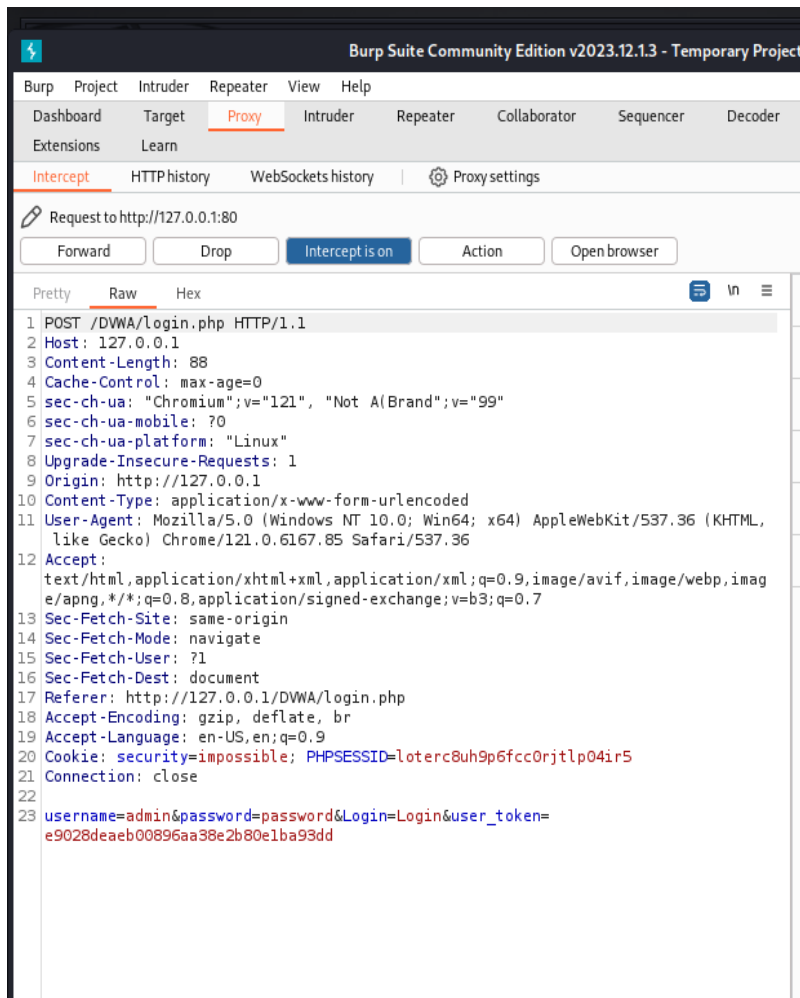 Burp Suite Community Edition v2023.12.1.3 - Temporary Project
Burp Project Intruder Repeater View Help
Dashboard Target Proxy Intruder Repeater Collaborator Sequencer Decoder
Extensions Learn
Intercept HTTP history WebSockets history Proxy settings
Request to http://127.0.0.1:80
Forward Drop Intercept is on Action Open browser
Pretty Raw Hex \n
1 POST /DVWA/login.php HTTP/1.1
2 Host: 127.0.0.1
3 Content-Length: 88
4 Cache-Control: max-age=0
5 sec-ch-ua: "Chromium";v="121", "Not A(Brand";v="99"
6 sec-ch-ua-mobile: ?0
7 sec-ch-ua-platform: "Linux"
8 Upgrade-Insecure-Requests: 1
9 Origin: http://127.0.0.1
10 Content-Type: application/x-www-form-urlencoded
11 User-Agent: Mozilla/5.0 (Windows NT 10.0; Win64; x64) AppleWebKit/537.36 (KHTML,
like Gecko) Chrome/121.0.6167.85 Safari/537.36
12 Accept:
text/html,application/xhtml+xml,application/xml;q=0.9,image/avif,image/webp,imag
e/apng,*/*;q=0.8,application/signed-exchange;v=b3;q=0.7
13 Sec-Fetch-Site: same-origin
14 Sec-Fetch-Mode: navigate
15 Sec-Fetch-User: ?1
16 Sec-Fetch-Dest: document
17 Referer: http://127.0.0.1/DVWA/login.php
18 Accept-Encoding: gzip, deflate, br
19 Accept-Language: en-US,en;q=0.9
20 Cookie: security=impossible; PHPSESSID=loterc8uh9p6fcc0rjtlp04ir5
21 Connection: close
22
23 username=admin&password=password&Login=Login&user_token=
e9028deaeb00896aa38e2b80e1ba93dd